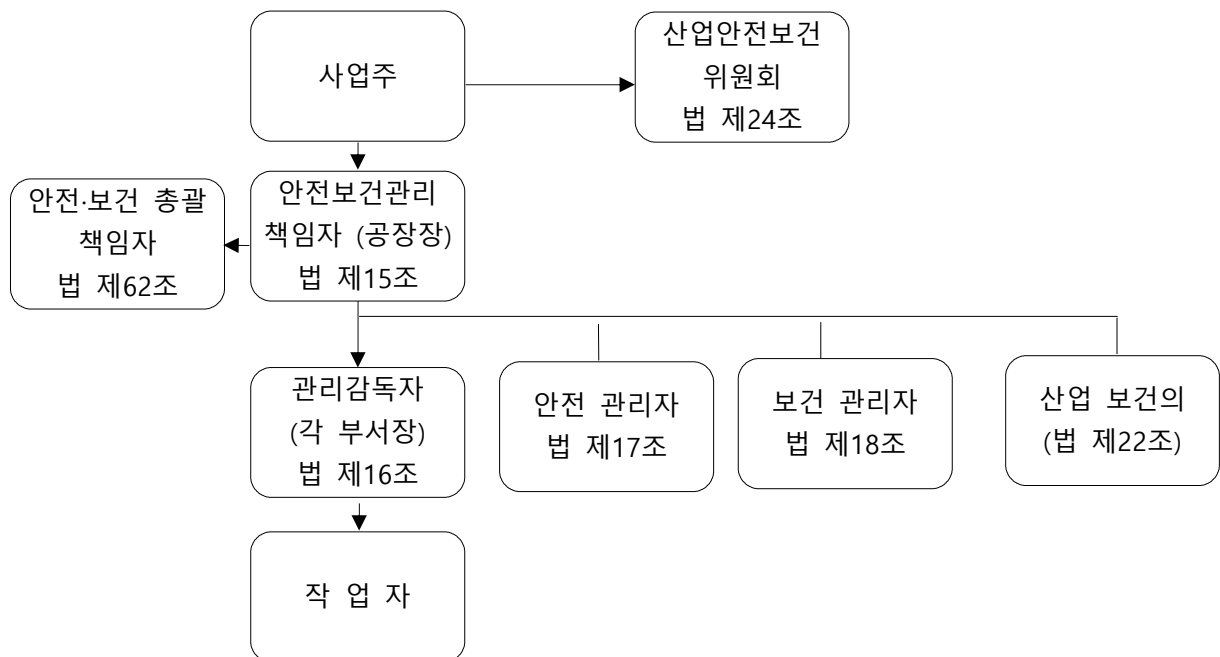 사업주
산업안전보건
위원회
법 제24조
안전·보건 총괄
책임자
법 제62조
안전보건관리
책임자 (공장장)
법 제15조
관리감독자
(각 부서장)
법 제16조
안전 관리자
법 제17조
보건 관리자
법 제18조
산업 보건의
(법 제22조)
작 업 자